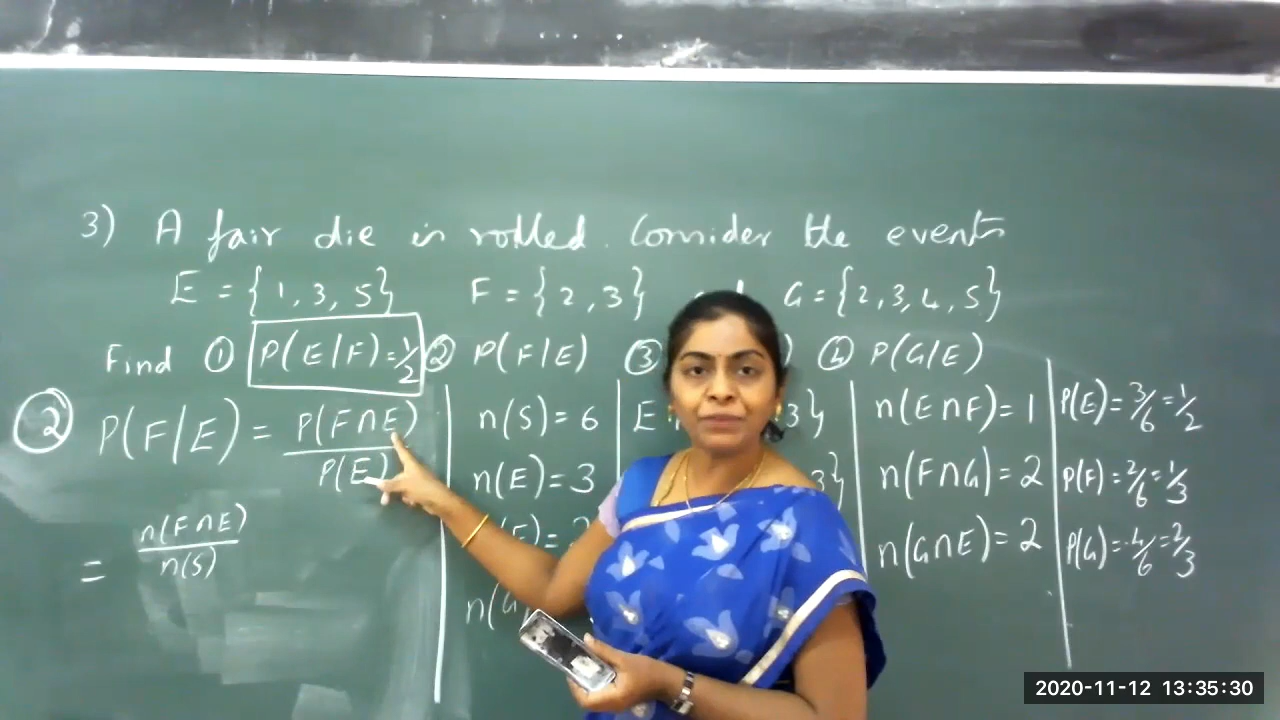 3) A fair die is rolled. Consider the events
E = {1, 3, 5} F = {2, 3} G = {2, 3, 4, 5}
Find ① P(E/F) = 1/2 ② P(F/E) ③ ④ P(G/E)
② P(F/E) = P(F∩E) / P(E)
= n(F∩E) / n(S)
n(S) = 6
n(E) = 3
E 3}
3}
n(E∩F) = 1
n(F∩G) = 2
n(G∩E) = 2
P(E) = 3/6 = 1/2
P(F) = 2/6 = 1/3
P(G) = 4/6 = 2/3
2020-11-12 13:35:30